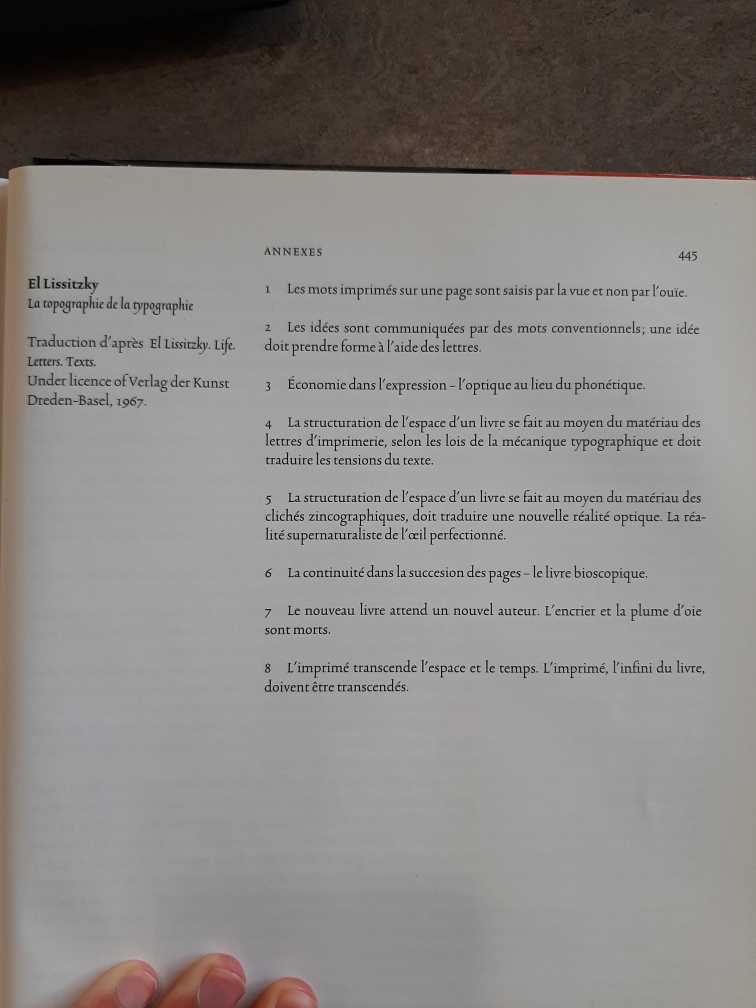 ANNEXES 445
El Lissitzky
La topographie de la typographie
Traduction d'après El Lissitzky. Life.
Letters. Texts.
Under licence of Verlag der Kunst
Dreden-Basel, 1967.
1 Les mots imprimés sur une page sont saisis par la vue et non par l'ouïe.
2 Les idées sont communiquées par des mots conventionnels; une idée
doit prendre forme à l'aide des lettres.
3 Économie dans l'expression – l'optique au lieu du phonétique.
4 La structuration de l'espace d'un livre se fait au moyen du matériau des
lettres d'imprimerie, selon les lois de la mécanique typographique et doit
traduire les tensions du texte.
5 La structuration de l'espace d'un livre se fait au moyen du matériau des
clichés zincographiques, doit traduire une nouvelle réalité optique. La réa-
lité supernaturaliste de l'œil perfectionné.
6 La continuité dans la succesion des pages – le livre bioscopique.
7 Le nouveau livre attend un nouvel auteur. L'encrier et la plume d'oie
sont morts.
8 L'imprimé transcende l'espace et le temps. L'imprimé, l'infini du livre,
doivent être transcendés.